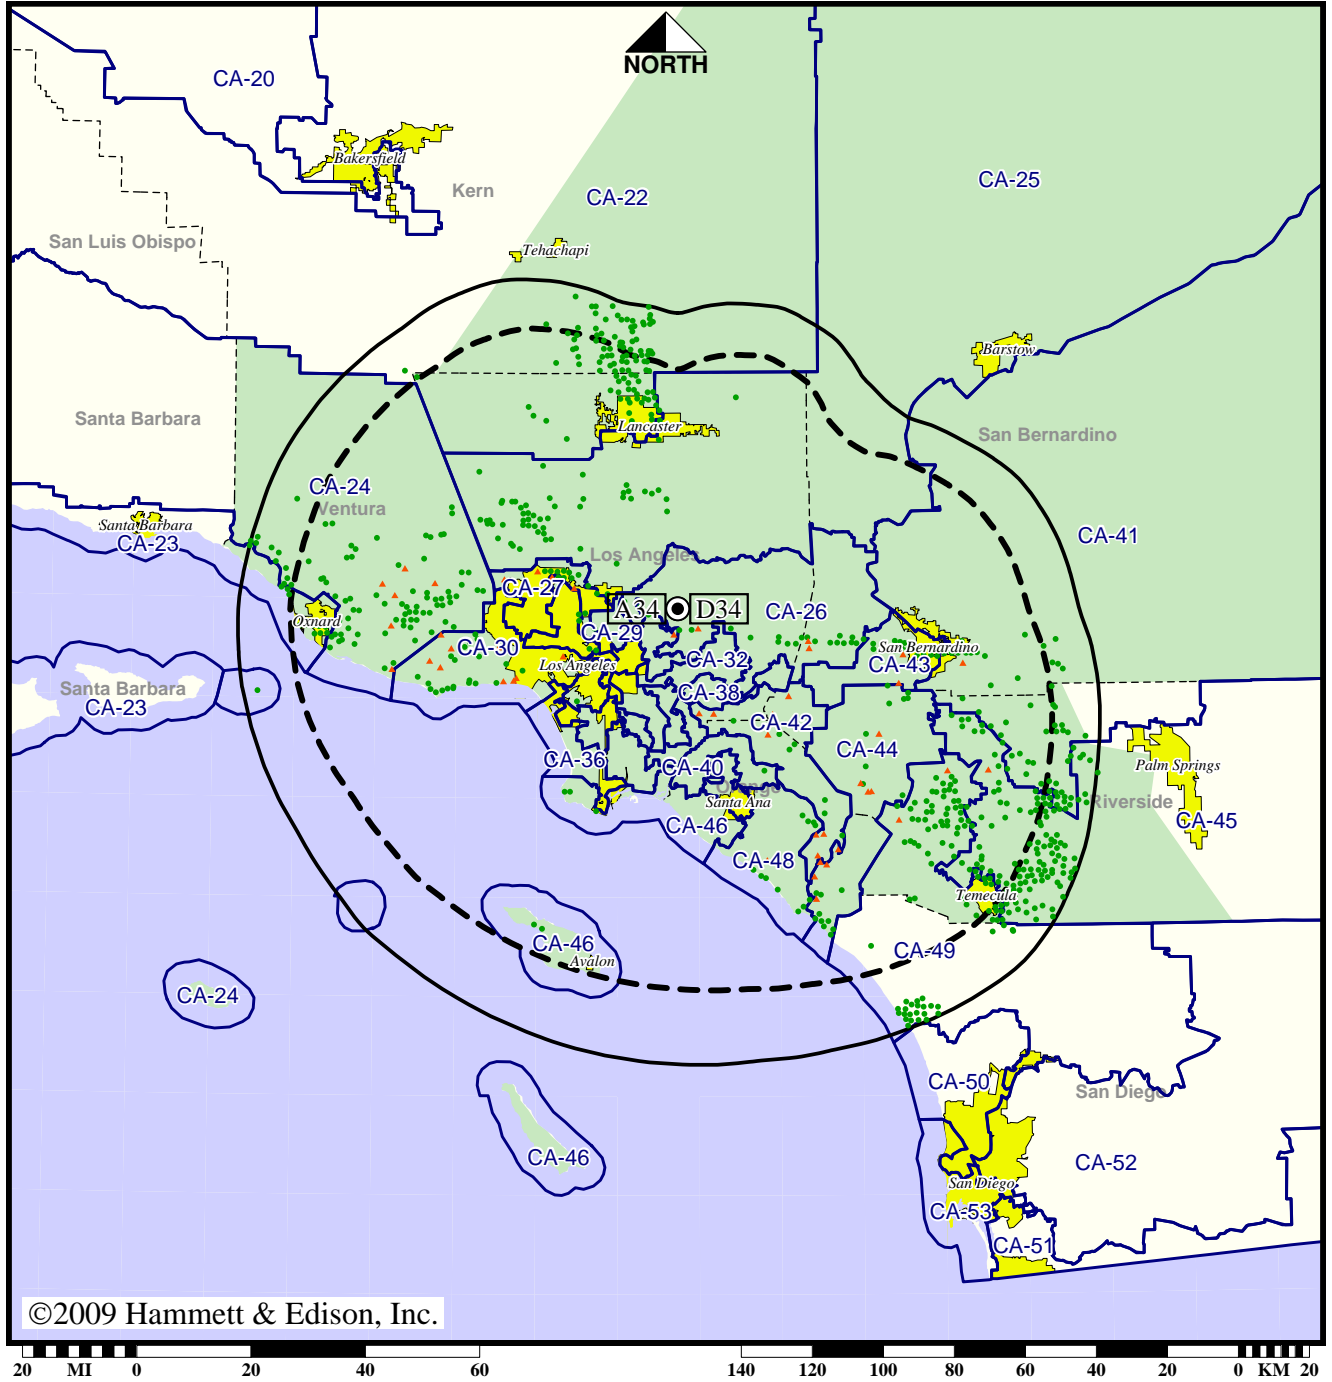 NORTH
CA-20
Bakersfield
Kern
CA-22
CA-25
San Luis Obispo
Tehachapi
Barstow
Santa Barbara
Lancaster
San Bernardino
CA-24
Ventura
Santa Barbara
CA-23
Los Angeles
CA-41
CA-27
A34
D34
CA-26
Oxnard
CA-29
CA-30
San Bernardino
Los Angeles
CA-32
CA-43
Santa Barbara
CA-23
CA-38
CA-42
CA-44
CA-36
CA-40
Palm Springs
Orange
Santa Ana
Riverside
CA-46
CA-45
CA-48
Temecula
CA-46
CA-49
Avalon
CA-24
CA-50
San Diego
CA-46
CA-52
San Diego
CA-53
CA-51
©2009 Hammett & Edison, Inc.
20 MI 0 20 40 60 140 120 100 80 60 40 20 0 KM 20